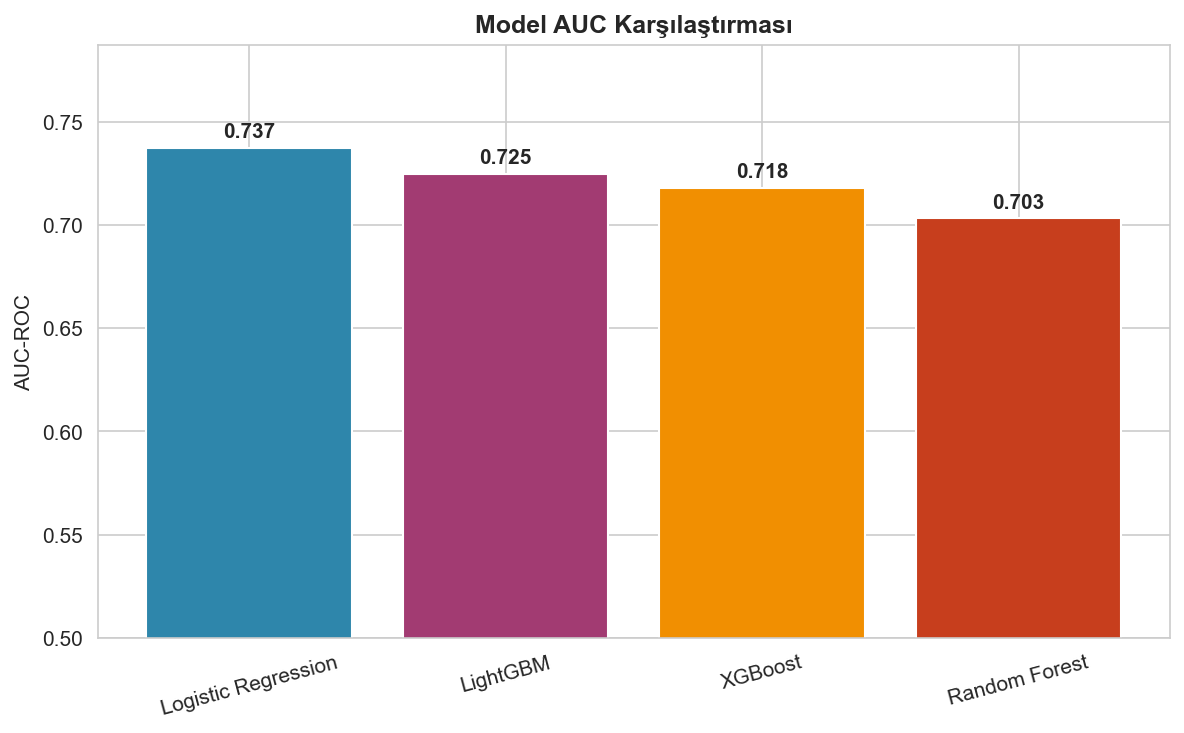 Model AUC Karşılaştırması
AUC-ROC
0.75
0.70
0.65
0.60
0.55
0.50
0.737
0.725
0.718
0.703
Logistic Regression
LightGBM
XGBoost
Random Forest